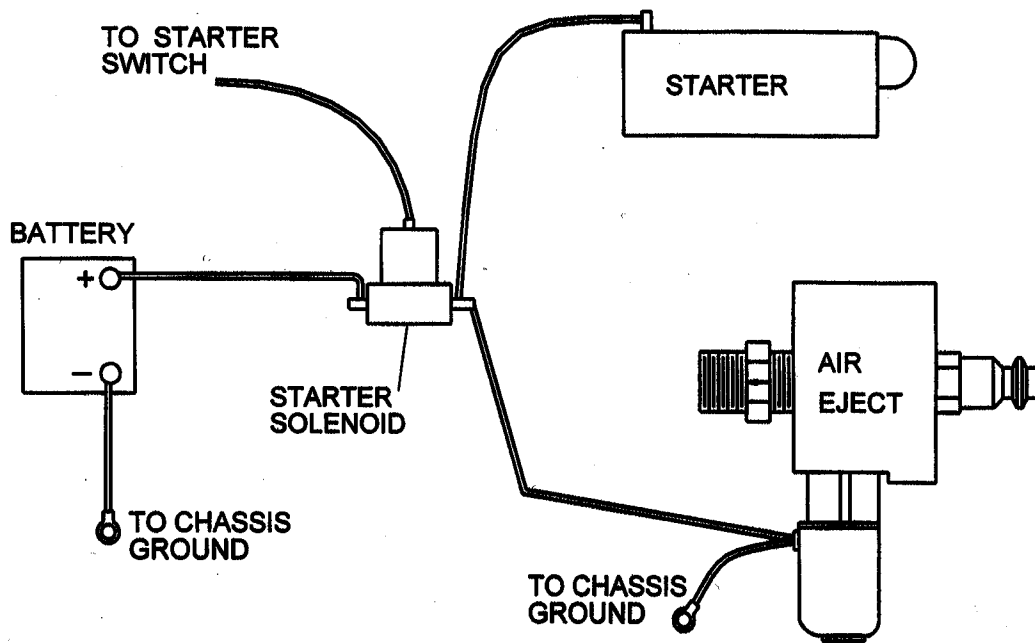 TO STARTER
SWITCH
STARTER
BATTERY
+
−
STARTER
SOLENOID
AIR
EJECT
TO CHASSIS
GROUND
TO CHASSIS
GROUND